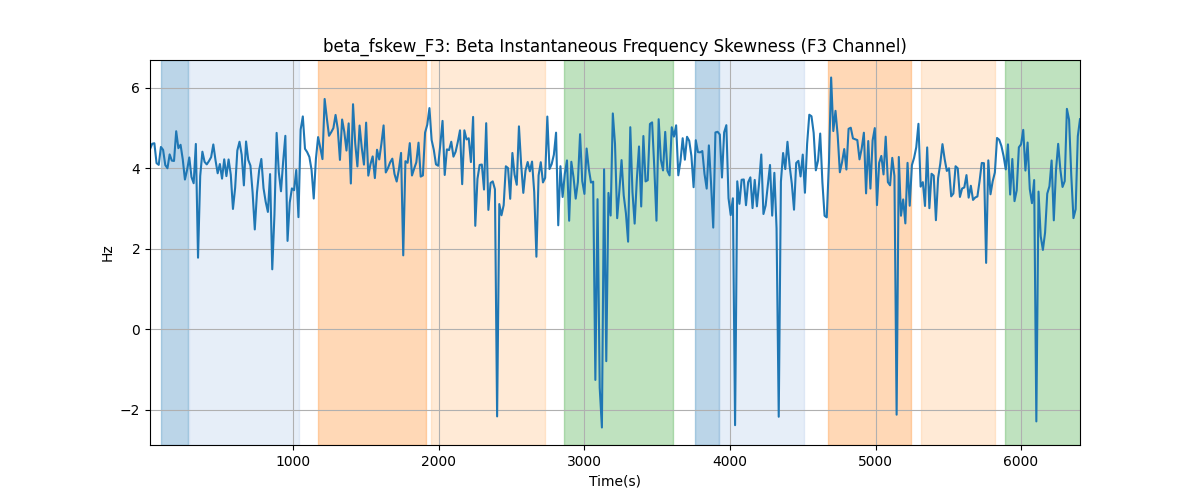 beta_fskew_F3: Beta Instantaneous Frequency Skewness (F3 Channel)
6
4
2
0
−2
Hz
1000 2000 3000 4000 5000 6000
Time(s)